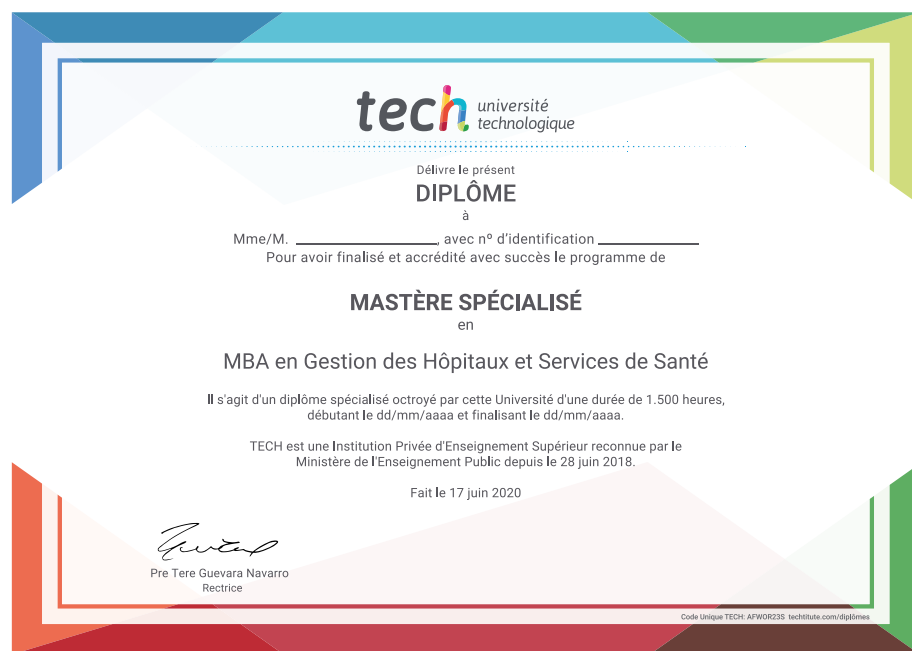 tech université
technologique
Délivre le présent
DIPLÔME
à
Mme/M. ____________________, avec nº d'identification ______________
Pour avoir finalisé et accrédité avec succès le programme de
MASTÈRE SPÉCIALISÉ
en
MBA en Gestion des Hôpitaux et Services de Santé
Il s'agit d'un diplôme spécialisé octroyé par cette Université d'une durée de 1.500 heures,
débutant le dd/mm/aaaa et finalisant le dd/mm/aaaa.
TECH est une Institution Privée d'Enseignement Supérieur reconnue par le
Ministère de l'Enseignement Public depuis le 28 juin 2018.
Fait le 17 juin 2020
Pre Tere Guevara Navarro
Rectrice
Code Unique TECH: AFWOR23S techtitute.com/diplômes